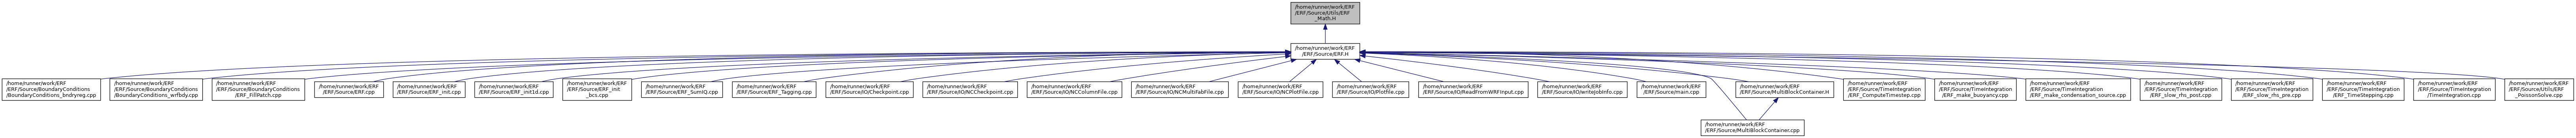 /home/runner/work/ERF
/ERF/Source/Utils/ERF
_Math.H
/home/runner/work/ERF
/ERF/Source/ERF.H
/home/runner/work/ERF
/ERF/Source/BoundaryConditions
/BoundaryConditions_bndryreg.cpp
/home/runner/work/ERF
/ERF/Source/BoundaryConditions
/BoundaryConditions_wrfbdy.cpp
/home/runner/work/ERF
/ERF/Source/BoundaryConditions
/ERF_FillPatch.cpp
/home/runner/work/ERF
/ERF/Source/ERF.cpp
/home/runner/work/ERF
/ERF/Source/ERF_init.cpp
/home/runner/work/ERF
/ERF/Source/ERF_init1d.cpp
/home/runner/work/ERF
/ERF/Source/ERF_init
_bcs.cpp
/home/runner/work/ERF
/ERF/Source/ERF_SumIQ.cpp
/home/runner/work/ERF
/ERF/Source/ERF_Tagging.cpp
/home/runner/work/ERF
/ERF/Source/IO/Checkpoint.cpp
/home/runner/work/ERF
/ERF/Source/IO/NCCheckpoint.cpp
/home/runner/work/ERF
/ERF/Source/IO/NCColumnFile.cpp
/home/runner/work/ERF
/ERF/Source/IO/NCMultiFabFile.cpp
/home/runner/work/ERF
/ERF/Source/IO/NCPlotFile.cpp
/home/runner/work/ERF
/ERF/Source/IO/Plotfile.cpp
/home/runner/work/ERF
/ERF/Source/IO/ReadFromWRFInput.cpp
/home/runner/work/ERF
/ERF/Source/IO/writeJobInfo.cpp
/home/runner/work/ERF
/ERF/Source/main.cpp
/home/runner/work/ERF
/ERF/Source/MultiBlockContainer.H
/home/runner/work/ERF
/ERF/Source/TimeIntegration
/ERF_ComputeTimestep.cpp
/home/runner/work/ERF
/ERF/Source/TimeIntegration
/ERF_make_buoyancy.cpp
/home/runner/work/ERF
/ERF/Source/TimeIntegration
/ERF_make_condensation_source.cpp
/home/runner/work/ERF
/ERF/Source/TimeIntegration
/ERF_slow_rhs_post.cpp
/home/runner/work/ERF
/ERF/Source/TimeIntegration
/ERF_slow_rhs_pre.cpp
/home/runner/work/ERF
/ERF/Source/TimeIntegration
/ERF_TimeStepping.cpp
/home/runner/work/ERF
/ERF/Source/TimeIntegration
/TimeIntegration.cpp
/home/runner/work/ERF
/ERF/Source/Utils/ERF
_PoissonSolve.cpp
/home/runner/work/ERF
/ERF/Source/MultiBlockContainer.cpp